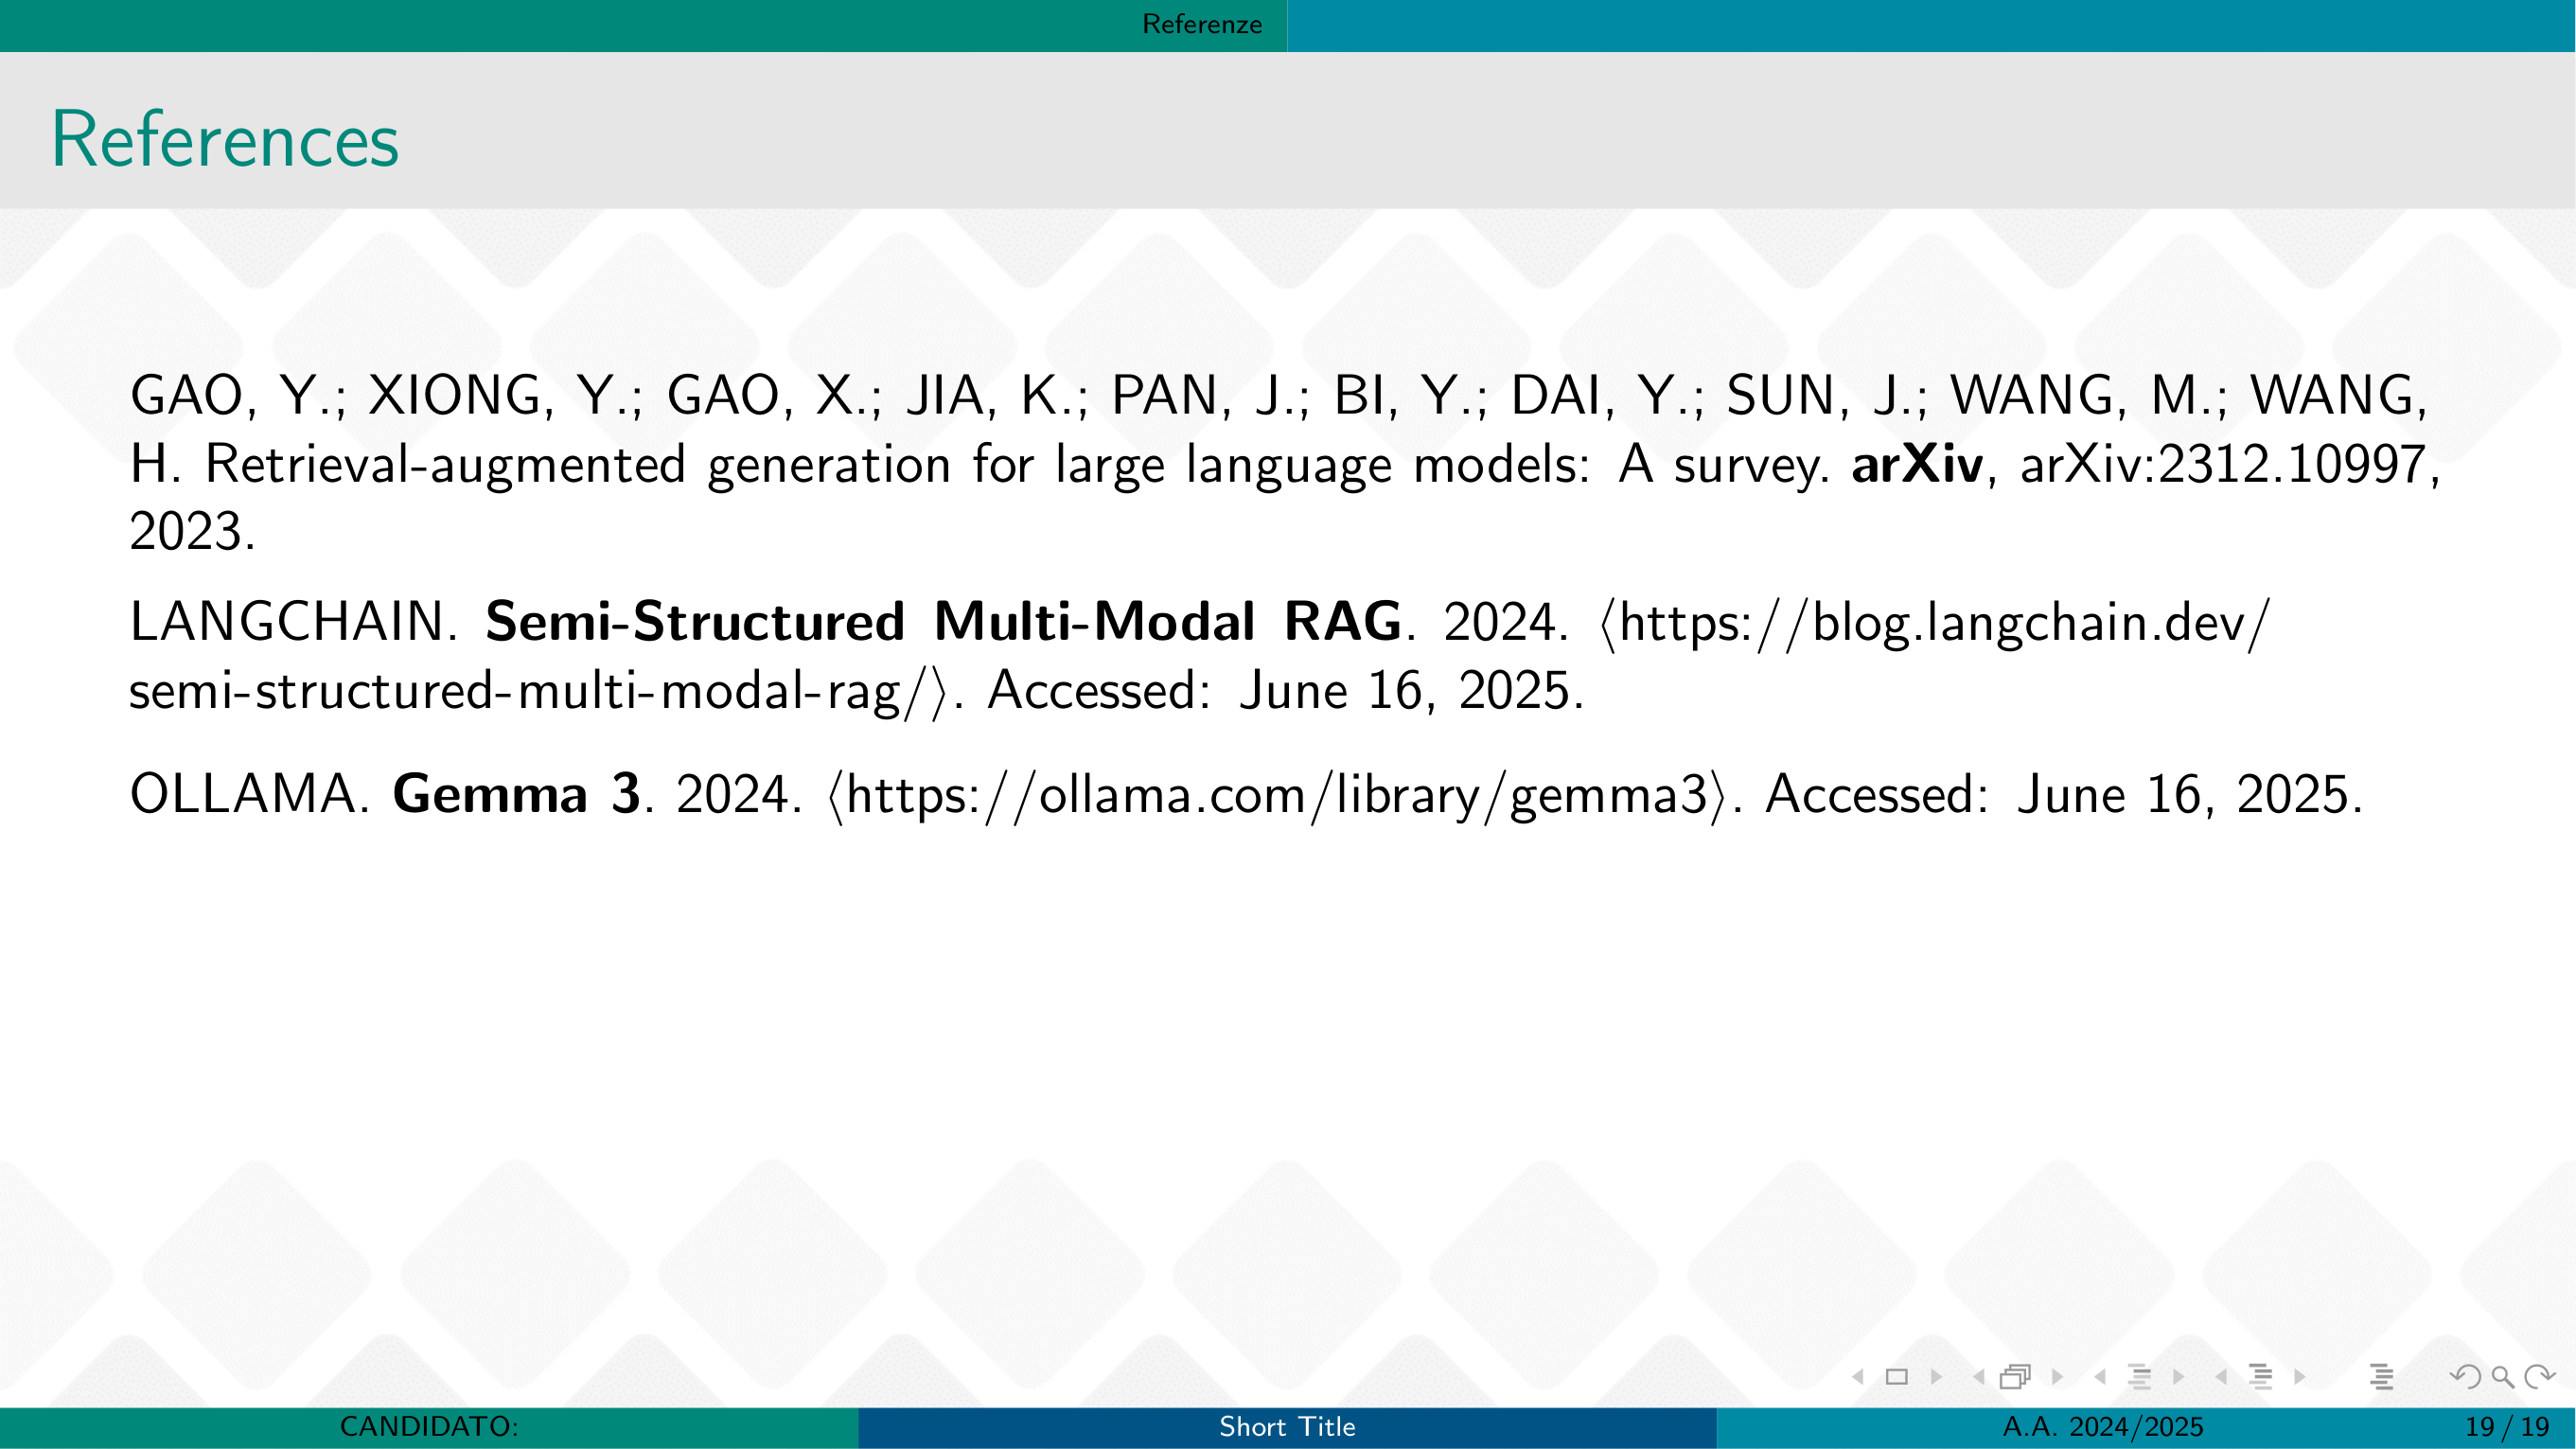 Referenze
References
GAO, Y.; XIONG, Y.; GAO, X.; JIA, K.; PAN, J.; BI, Y.; DAI, Y.; SUN, J.; WANG, M.; WANG,
H. Retrieval-augmented generation for large language models: A survey. arXiv, arXiv:2312.10997,
2023.
LANGCHAIN. Semi-Structured Multi-Modal RAG. 2024. ⟨https://blog.langchain.dev/
semi-structured-multi-modal-rag/⟩. Accessed: June 16, 2025.
OLLAMA. Gemma 3. 2024. ⟨https://ollama.com/library/gemma3⟩. Accessed: June 16, 2025.
CANDIDATO: Short Title A.A. 2024/2025 19 / 19